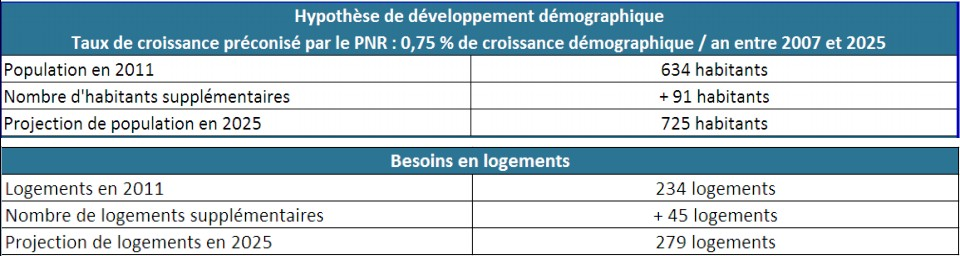 Hypothèse de développement démographique
Taux de croissance préconisé par le PNR : 0,75 % de croissance démographique / an entre 2007 et 2025
Population en 2011 634 habitants
Nombre d'habitants supplémentaires + 91 habitants
Projection de population en 2025 725 habitants
Besoins en logements
Logements en 2011 234 logements
Nombre de logements supplémentaires + 45 logements
Projection de logements en 2025 279 logements